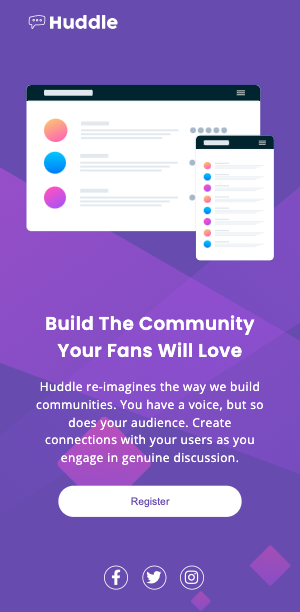 Huddle
Build The Community
Your Fans Will Love
Huddle re-imagines the way we build
communities. You have a voice, but so
does your audience. Create
connections with your users as you
engage in genuine discussion.
Register